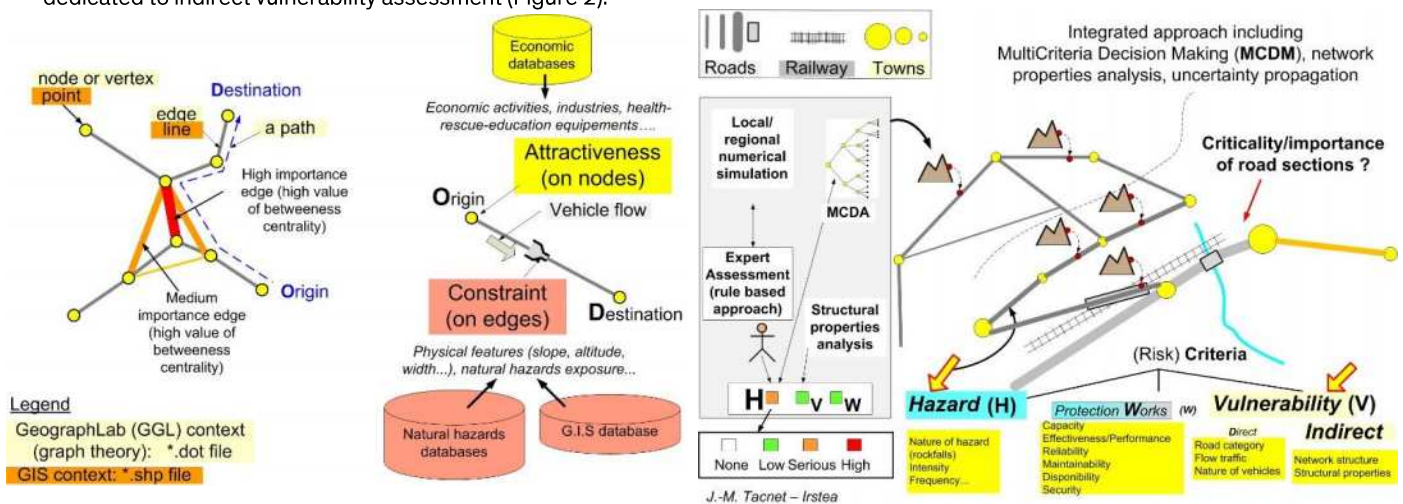 dedicated to indirect vulnerability assessment (Figure 2).
node or vertex
point
Destination
edge
line
a path
High importance
edge (high value
of betweeness
centrality)
Medium
importance edge
(high value of
betweeness
centrality)
Origin
Legend
GeographLab (GGL) context
(graph theory): *.dot file
GIS context: *.shp file
Economic
databases
Economic activities, industries, health-
rescue-education equipements....
Attractiveness
(on nodes)
Origin
Vehicle flow
Constraint
(on edges)
Destination
Physical features (slope, altitude,
width...), natural hazards exposure...
Natural hazards
databases
G.I.S database
Roads
Railway
Towns
Local/
regional
numerical
simulation
MCDA
Expert
Assessment
(rule based
approach)
Structural
properties
analysis
H V W
None Low Serious High
J.-M. Tacnet – Irstea
Integrated approach including
MultiCriteria Decision Making (MCDM), network
properties analysis, uncertainty propagation
Criticality/importance
of road sections ?
(Risk) Criteria
Hazard (H)
Nature of hazard
(rockfalls)
Intensity
Frequency...
Protection Works (W)
Capacity
Effectiveness/Performance
Reliability
Maintainability
Disponibility
Security
Vulnerability (V)
Direct
Road category
Flow traffic
Nature of vehicles
Indirect
Network structure
Structural properties